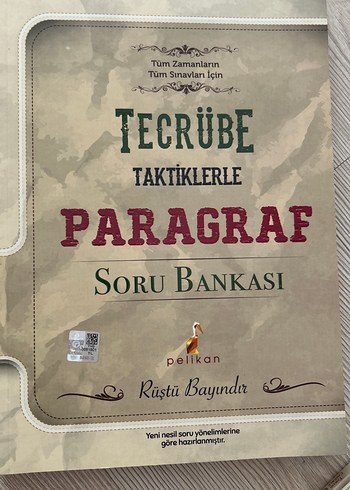 Tüm Zamanların
Tüm Sınavları İçin
TECRÜBE
TAKTİKLERLE
PARAGRAF
SORU BANKASI
pelikan
Rüştü Bayındır
Yeni nesil soru yönelimlerine
göre hazırlanmıştır.